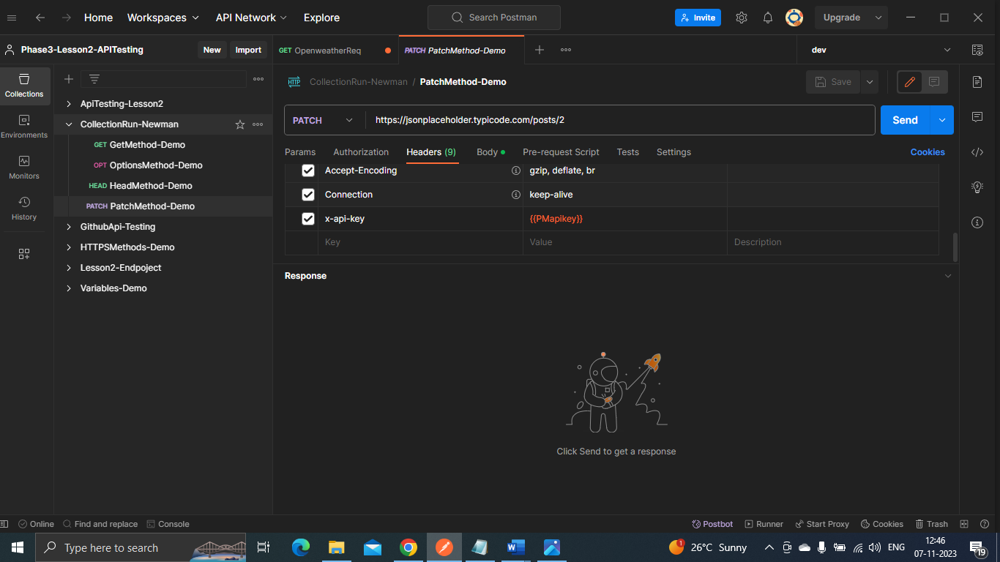 Home Workspaces API Network Explore Search Postman Invite Upgrade
Phase3-Lesson2-APITesting New Import GET OpenweatherReq PATCH PatchMethod-Demo dev
Collections
Environments
Monitors
History
ApiTesting-Lesson2
CollectionRun-Newman
GET GetMethod-Demo
OPT OptionsMethod-Demo
HEAD HeadMethod-Demo
PATCH PatchMethod-Demo
GithubApi-Testing
HTTPSMethods-Demo
Lesson2-Endpoject
Variables-Demo
HTTP CollectionRun-Newman / PatchMethod-Demo Save
PATCH https://jsonplaceholder.typicode.com/posts/2 Send
Params Authorization Headers (9) Body Pre-request Script Tests Settings Cookies
Accept-Encoding gzip, deflate, br
Connection keep-alive
x-api-key {{PMapikey}}
Key Value Description
Response
Click Send to get a response
Online Find and replace Console Postbot Runner Start Proxy Cookies Trash
Type here to search 1 26°C Sunny ENG 12:46
07-11-2023 19